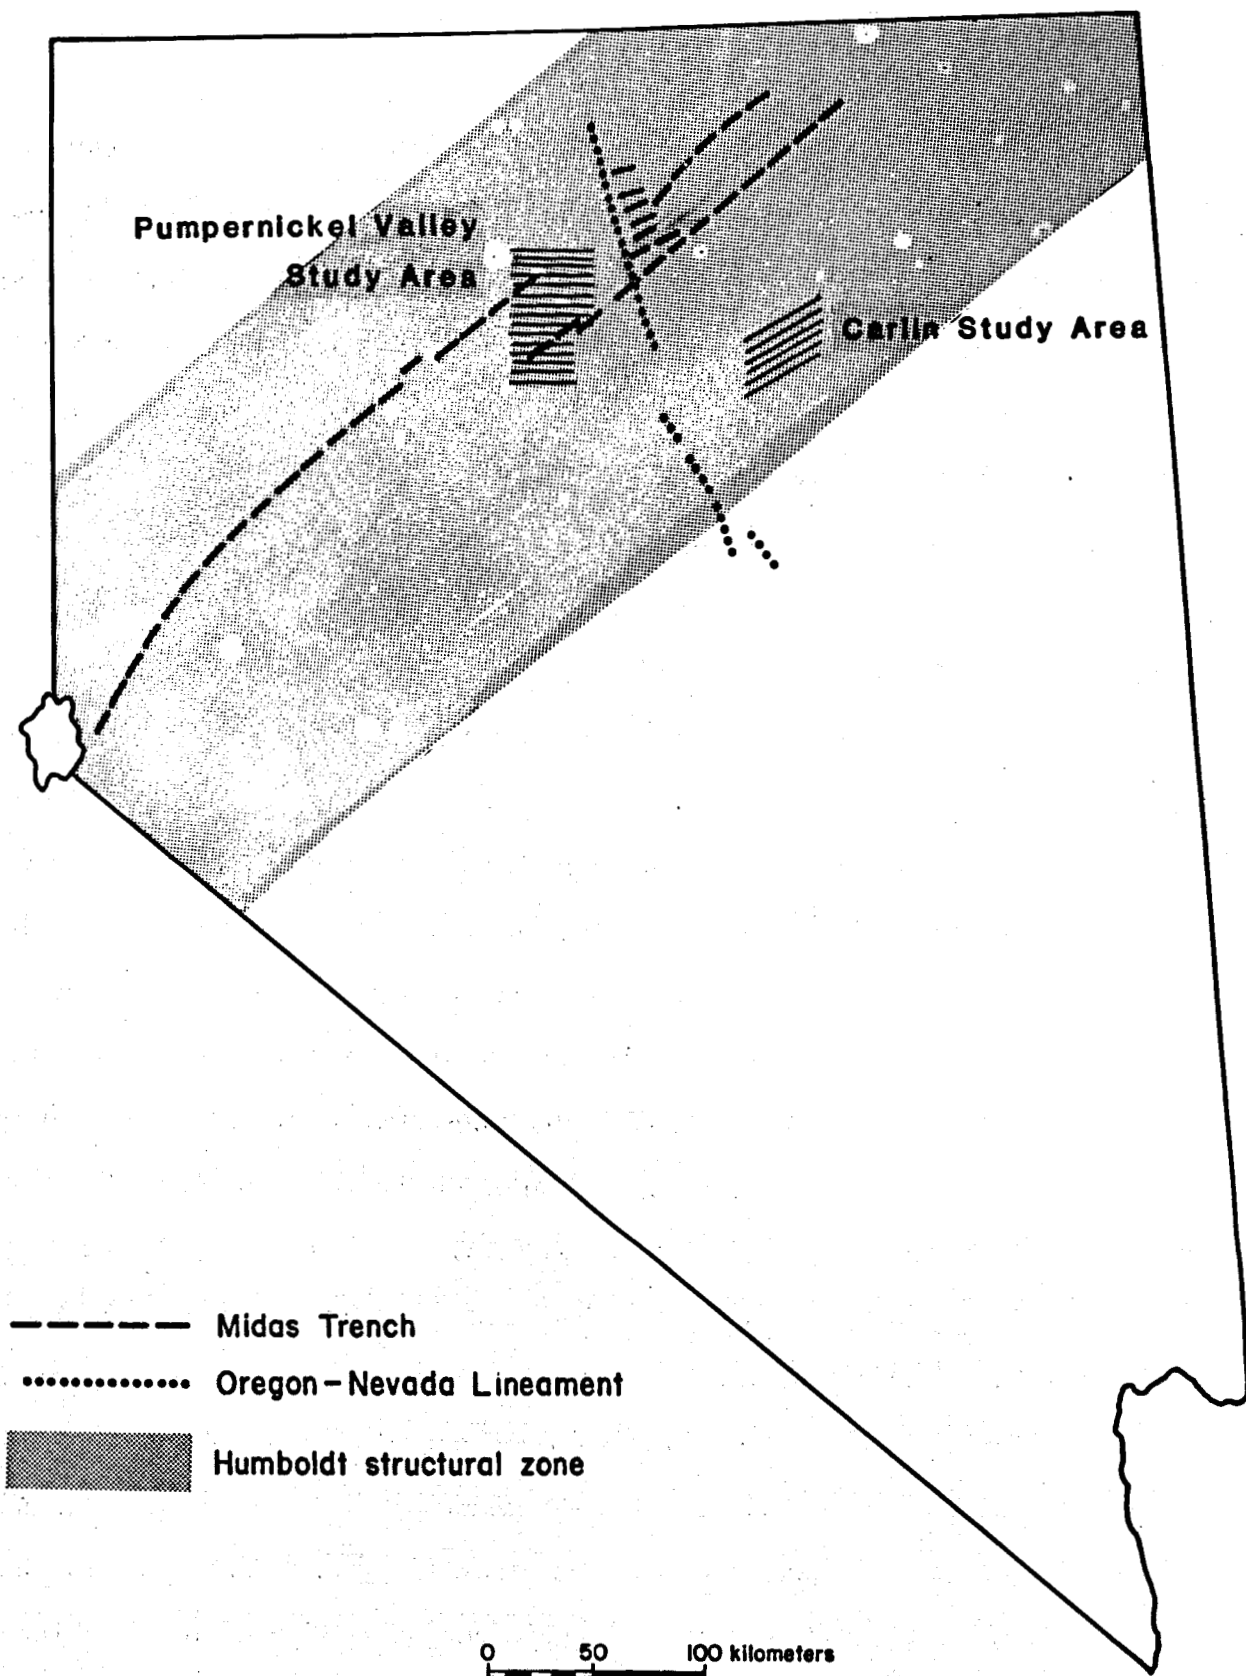 Pumpernickel Valley
Study Area
Carlin Study Area
Midas Trench
Oregon-Nevada Lineament
Humboldt structural zone
0 50 100 kilometers